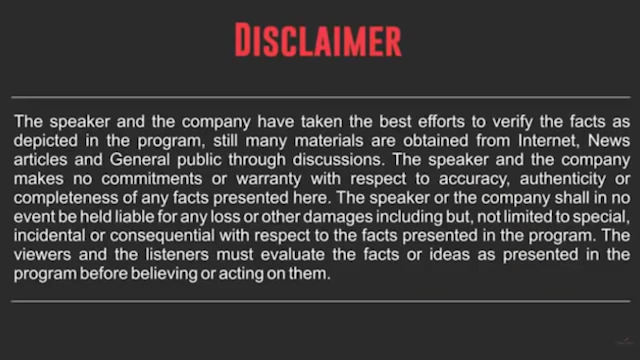 DISCLAIMER
The speaker and the company have taken the best efforts to verify the facts as
depicted in the program, still many materials are obtained from Internet, News
articles and General public through discussions. The speaker and the company
makes no commitments or warranty with respect to accuracy, authenticity or
completeness of any facts presented here. The speaker or the company shall in no
event be held liable for any loss or other damages including but, not limited to special,
incidental or consequential with respect to the facts presented in the program. The
viewers and the listeners must evaluate the facts or ideas as presented in the
program before believing or acting on them.